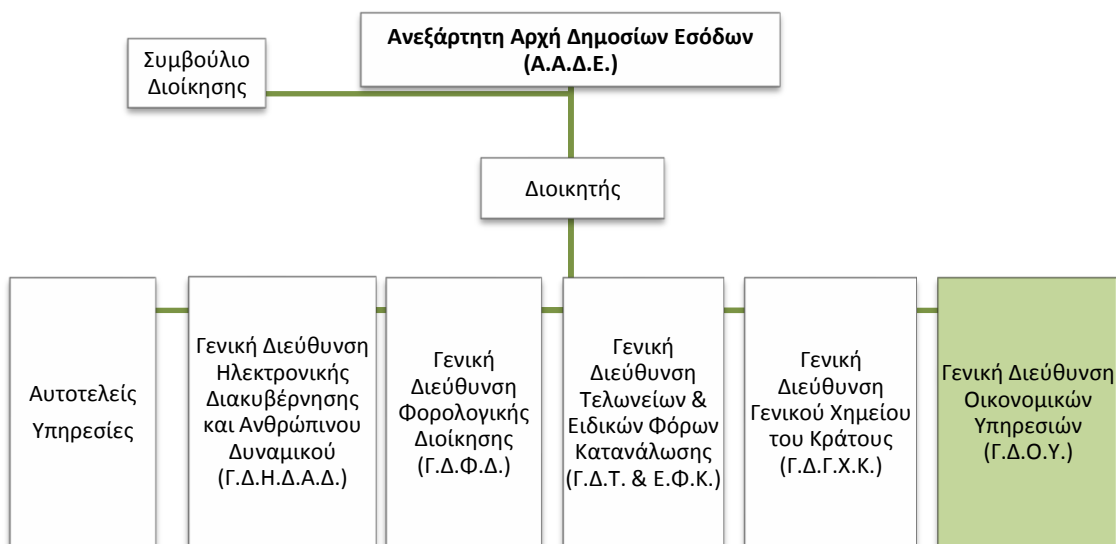 Ανεξάρτητη Αρχή Δημοσίων Εσόδων
(Α.Α.Δ.Ε.)
Συμβούλιο
Διοίκησης
Διοικητής
Αυτοτελείς
Υπηρεσίες
Γενική Διεύθυνση
Ηλεκτρονικής
Διακυβέρνησης
και Ανθρώπινου
Δυναμικού
(Γ.Δ.Η.Δ.Α.Δ.)
Γενική
Διεύθυνση
Φορολογικής
Διοίκησης
(Γ.Δ.Φ.Δ.)
Γενική
Διεύθυνση
Τελωνείων &
Ειδικών Φόρων
Κατανάλωσης
(Γ.Δ.Τ. & Ε.Φ.Κ.)
Γενική
Διεύθυνση
Γενικού Χημείου
του Κράτους
(Γ.Δ.Γ.Χ.Κ.)
Γενική Διεύθυνση
Οικονομικών
Υπηρεσιών
(Γ.Δ.Ο.Υ.)